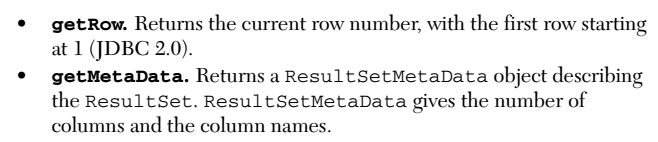 • getRow. Returns the current row number, with the first row starting
at 1 (JDBC 2.0).
• getMetaData. Returns a ResultSetMetaData object describing
the ResultSet. ResultSetMetaData gives the number of
columns and the column names.